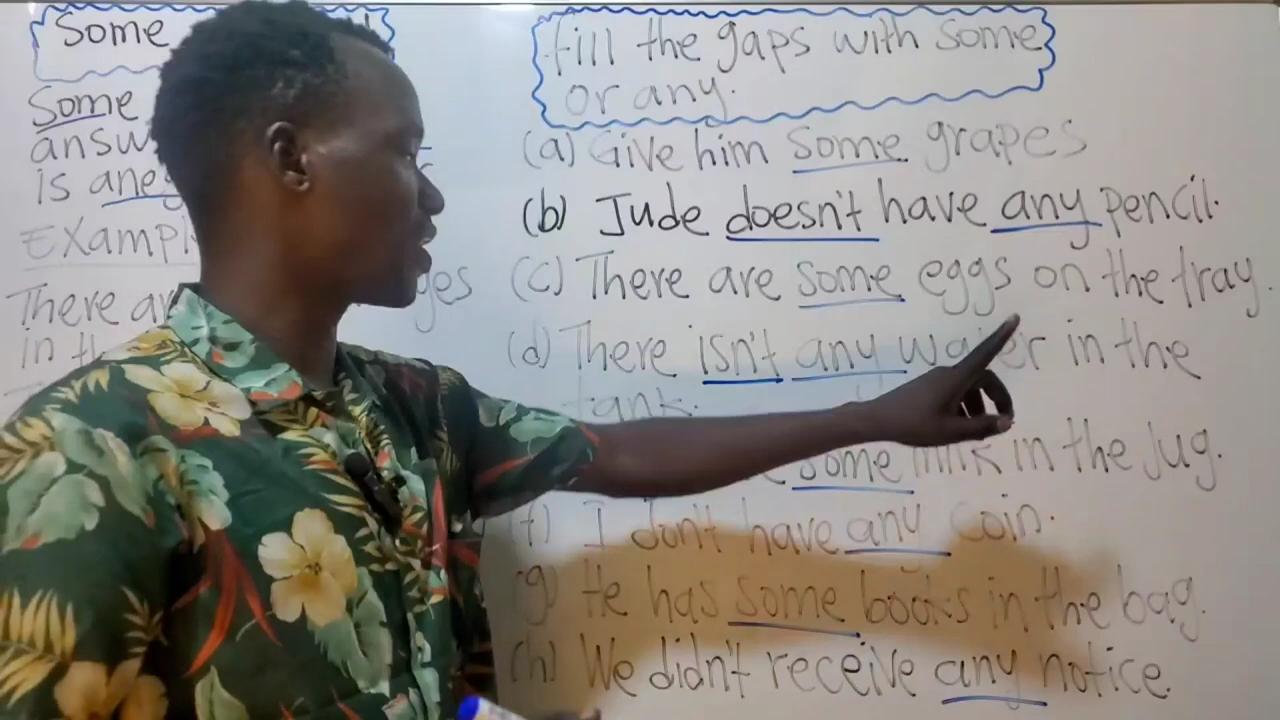 Some
Some
answ
is aneg
Exampl
There ar ges
in th
fill the gaps with some
or any.
(a) Give him some grapes
(b) Jude doesn't have any pencil.
(c) There are some eggs on the tray.
(d) There isn't any water in the
tank.
some milk in the jug.
f) I don't have any coin.
(g) He has some books in the bag.
(h) We didn't receive any notice.